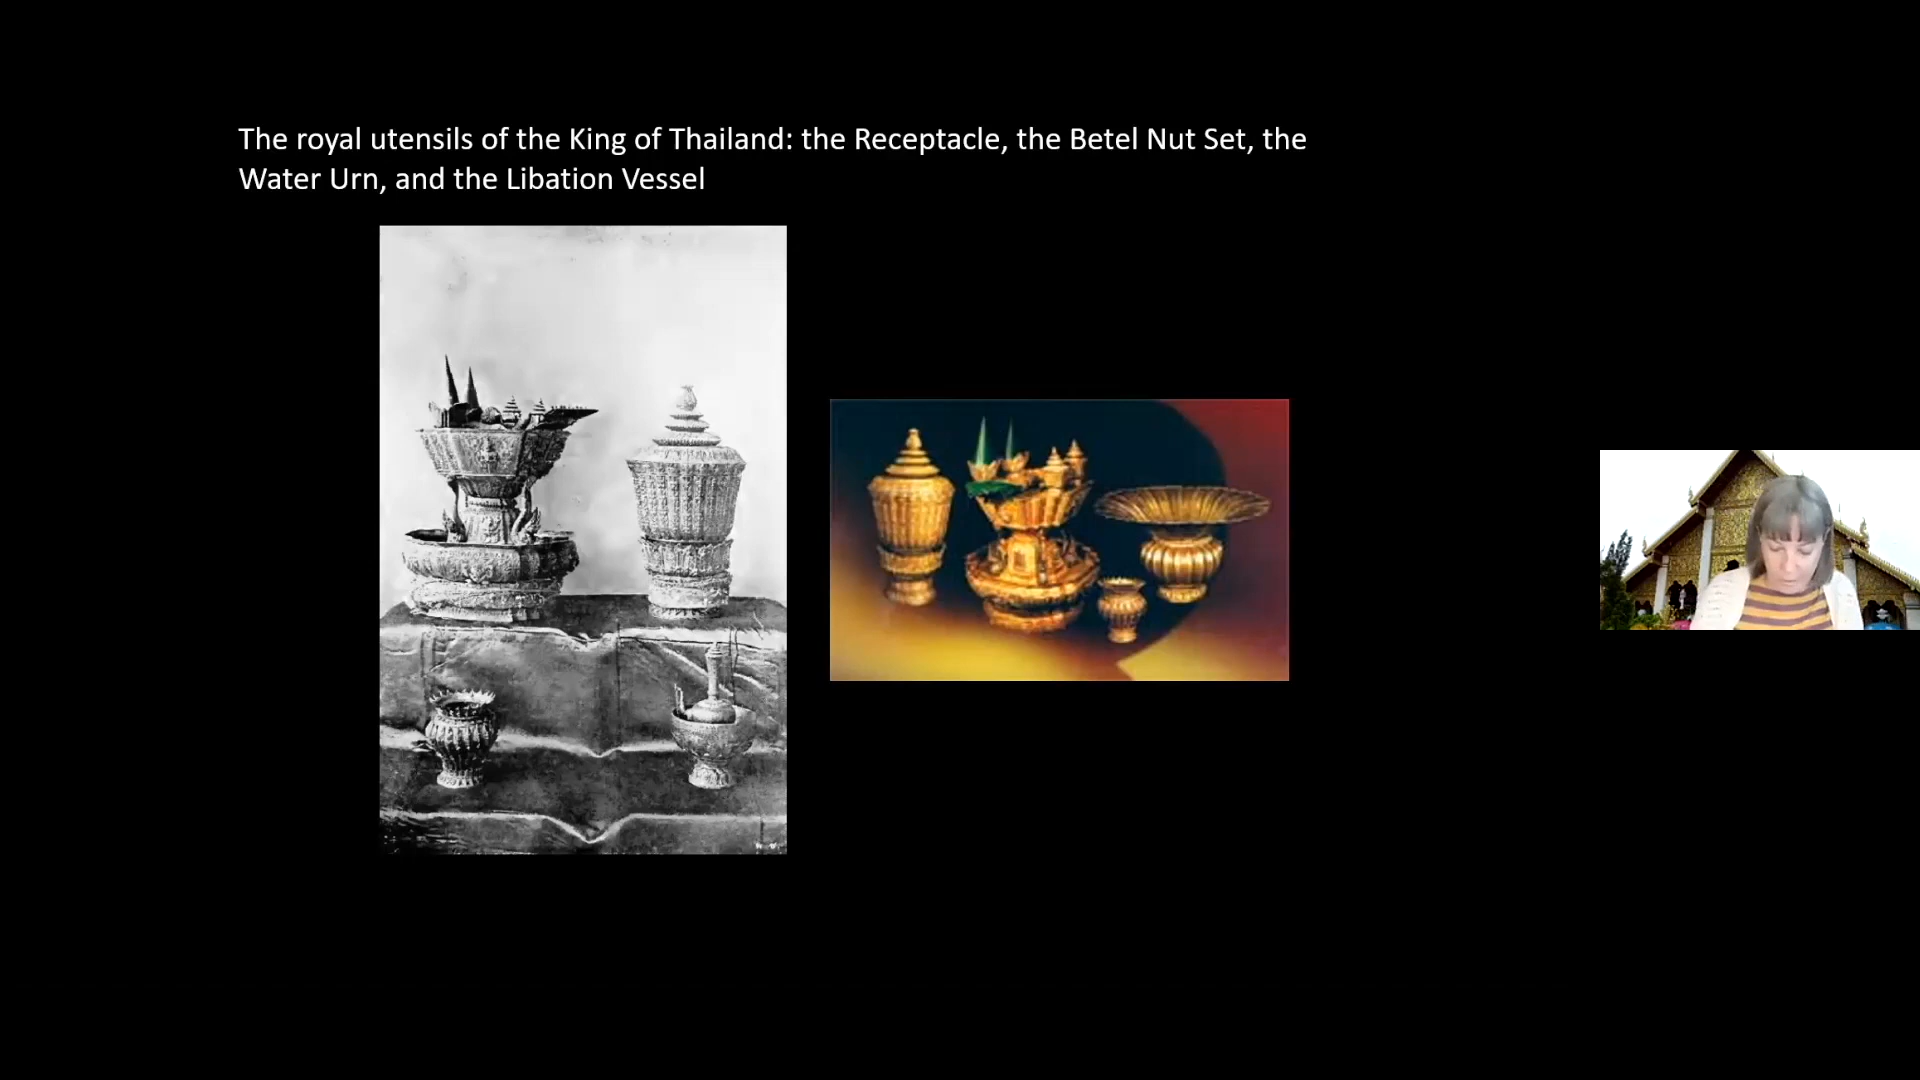 The royal utensils of the King of Thailand: the Receptacle, the Betel Nut Set, the
Water Urn, and the Libation Vessel